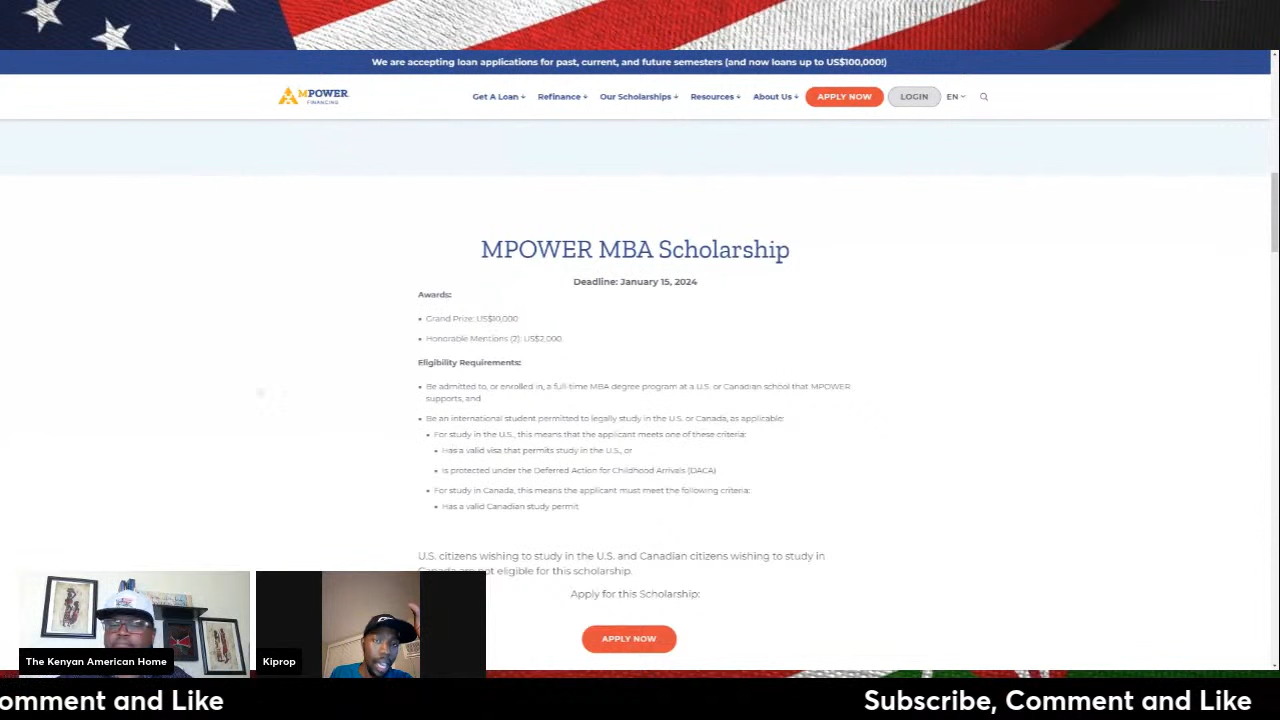 We are accepting loan applications for past, current, and future semesters (and now loans up to US$100,000!)
MPOWER
FINANCING
Get A Loan
Refinance
Our Scholarships
Resources
About Us
APPLY NOW
LOGIN
EN
MPOWER MBA Scholarship
Deadline: January 15, 2024
Awards:
• Grand Prize: US$10,000
• Honorable Mentions (2): US$2,000
Eligibility Requirements:
• Be admitted to, or enrolled in, a full-time MBA degree program at a U.S. or Canadian school that MPOWER
supports, and
• Be an international student permitted to legally study in the U.S. or Canada, as applicable:
• For study in the U.S., this means that the applicant meets one of these criteria:
• Has a valid visa that permits study in the U.S., or
• Is protected under the Deferred Action for Childhood Arrivals (DACA)
• For study in Canada, this means the applicant must meet the following criteria:
• Has a valid Canadian study permit
U.S. citizens wishing to study in the U.S. and Canadian citizens wishing to study in
not eligible for this scholarship.
Apply for this Scholarship:
APPLY NOW
The Kenyan American Home
Kiprop
omment and Like
Subscribe, Comment and Like